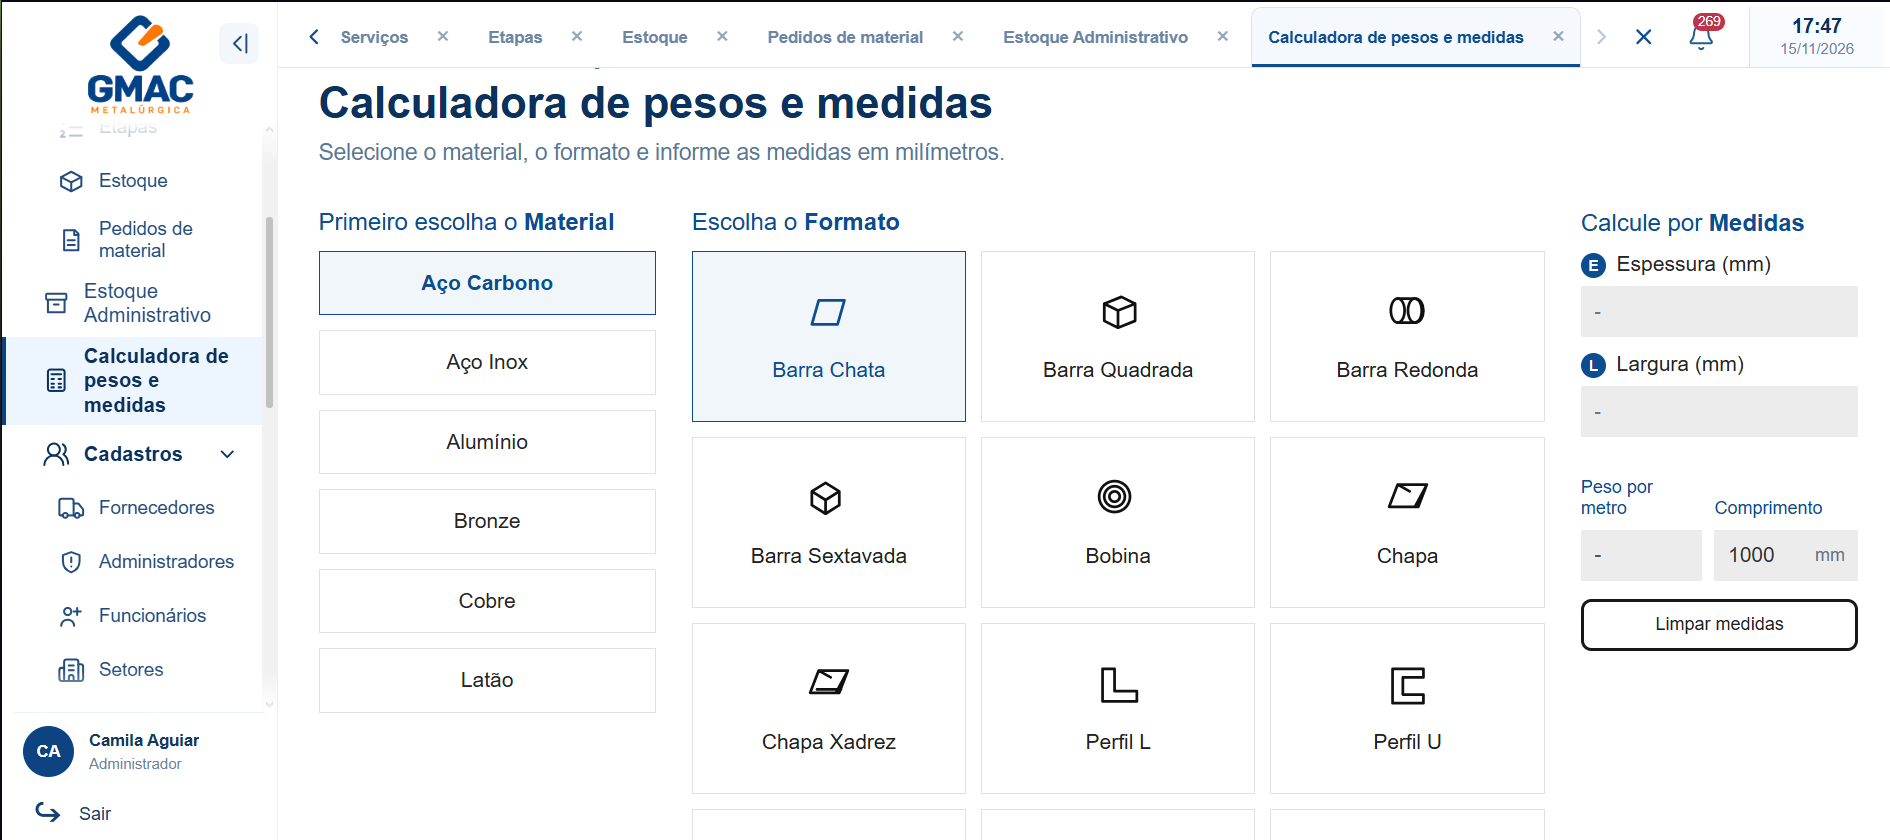 GMAC
METALÚRGICA
Etapas
Estoque
Pedidos de
material
Estoque
Administrativo
Calculadora de
pesos e
medidas
Cadastros
Fornecedores
Administradores
Funcionários
Setores
CA
Camila Aguiar
Administrador
Sair
Serviços
Etapas
Estoque
Pedidos de material
Estoque Administrativo
Calculadora de pesos e medidas
269
17:47
15/11/2026
Calculadora de pesos e medidas
Selecione o material, o formato e informe as medidas em milímetros.
Primeiro escolha o Material
Aço Carbono
Aço Inox
Alumínio
Bronze
Cobre
Latão
Escolha o Formato
Barra Chata
Barra Quadrada
Barra Redonda
Barra Sextavada
Bobina
Chapa
Chapa Xadrez
Perfil L
Perfil U
Calcule por Medidas
E Espessura (mm)
-
L Largura (mm)
-
Peso por
metro
-
Comprimento
1000 mm
Limpar medidas